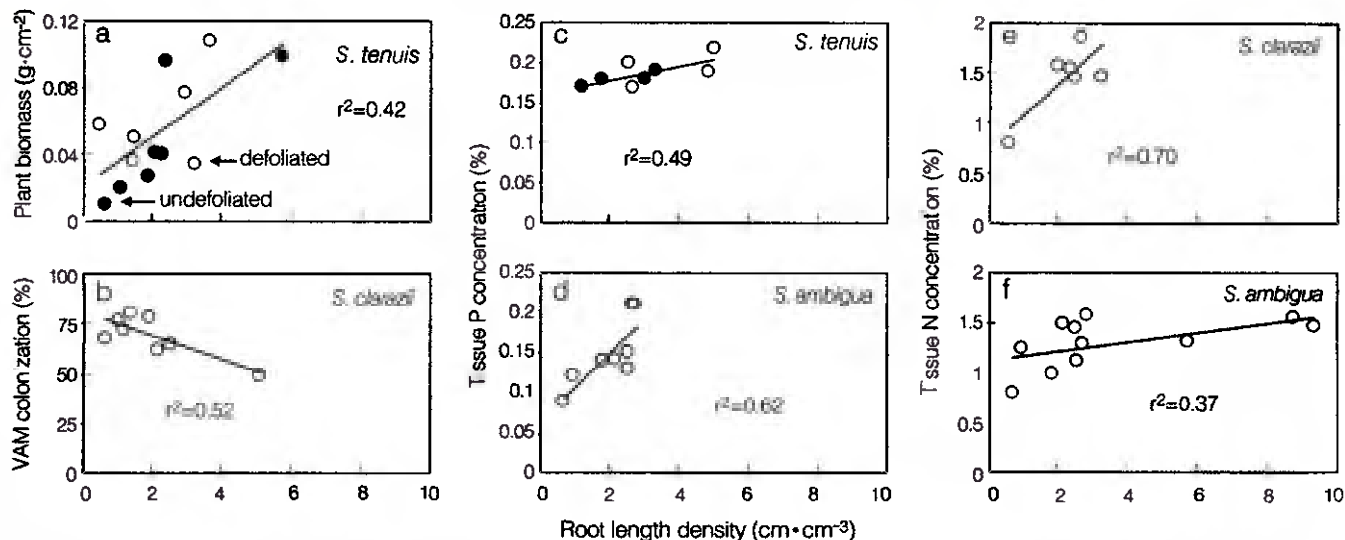 a
S. tenuis
r²=0.42
defoliated
undefoliated
Plant biomass (g·cm⁻²)
0.12
0.08
0.04
0
b
S. clarazii
r²=0.52
VAM colonization (%)
100
75
50
25
0
0 2 4 6 8 10
c
S. tenuis
r²=0.49
0.25
0.2
0.15
0.1
0.05
0
Tissue P concentration (%)
d
S. ambigua
r²=0.62
0.25
0.2
0.15
0.1
0.05
0
0 2 4 6 8 10
Root length density (cm·cm⁻³)
e
S. clarazii
r²=0.70
2
1.5
1
0.5
0
Tissue N concentration (%)
f
S. ambigua
r²=0.37
2
1.5
1
0.5
0
0 2 4 6 8 10